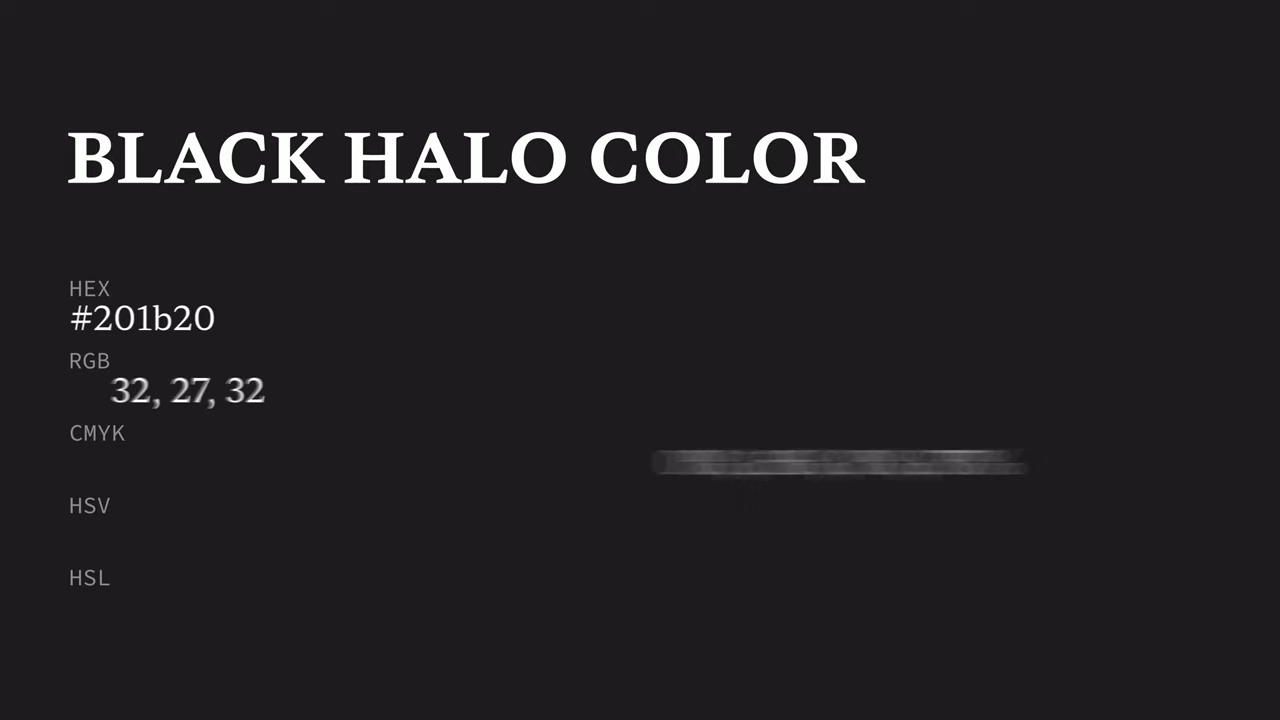 BLACK HALO COLOR
HEX
#201b20
RGB
32, 27, 32
CMYK
HSV
HSL